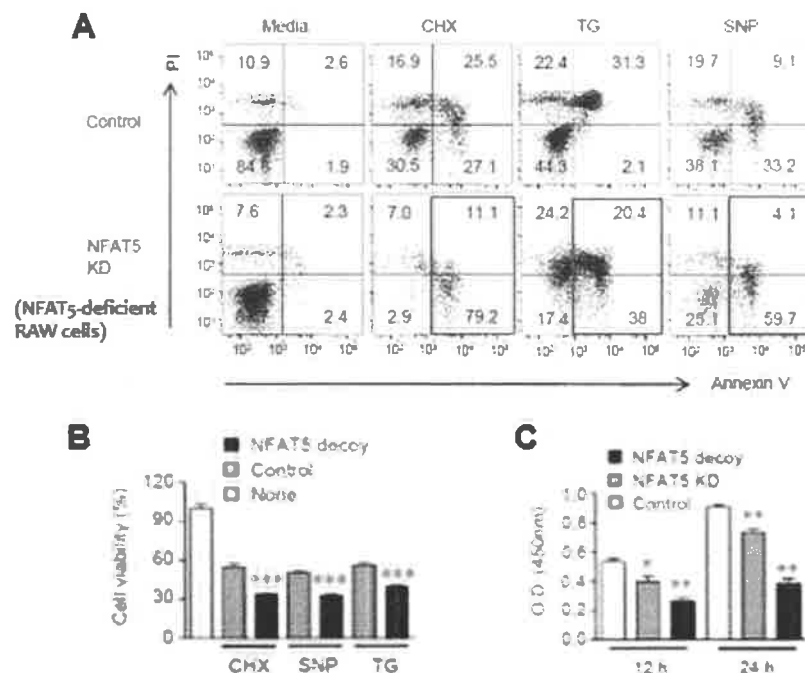 A
Media CHX TG SNP
PI
Control
10.9 2.6 16.9 25.5 22.4 31.3 19.7 9.1
30.5 27.1 44.3 2.1 38.1 33.2
1.9
NFAT5
KD
(NFAT5-deficient
RAW cells)
7.6 2.3 7.0 11.1 24.2 20.4 11.1 4.1
2.4 2.9 79.2 17.4 38 25.1 59.7
Annexin V
B
NFAT5 decoy
Control
None
Cell viability (%)
120
90
60
30
0
***
***
***
CHX SNP TG
C
NFAT5 decoy
NFAT5 KD
Control
O.D. (450nm)
1.0
0.8
0.6
0.4
0.2
0.0
*
**
**
**
12 h 24 h